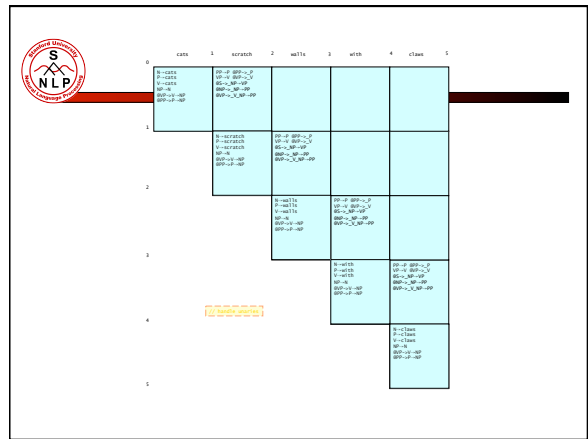 Stanford University
S
NLP
Natural Language Processing
cats 1 scratch 2 walls 3 with 4 claws 5
0
N→cats
P→cats
V→cats
NP→N
@VP->V→NP
@PP->P→NP
PP→P @PP->_P
VP→V @VP->_V
@S->_NP→VP
@NP->_NP→PP
@VP->_V_NP→PP
1
N→scratch
P→scratch
V→scratch
NP→N
@VP->V→NP
@PP->P→NP
PP→P @PP->_P
VP→V @VP->_V
@S->_NP→VP
@NP->_NP→PP
@VP->_V_NP→PP
2
N→walls
P→walls
V→walls
NP→N
@VP->V→NP
@PP->P→NP
PP→P @PP->_P
VP→V @VP->_V
@S->_NP→VP
@NP->_NP→PP
@VP->_V_NP→PP
3
N→with
P→with
V→with
NP→N
@VP->V→NP
@PP->P→NP
PP→P @PP->_P
VP→V @VP->_V
@S->_NP→VP
@NP->_NP→PP
@VP->_V_NP→PP
// handle unaries
4
N→claws
P→claws
V→claws
NP→N
@VP->V→NP
@PP->P→NP
5